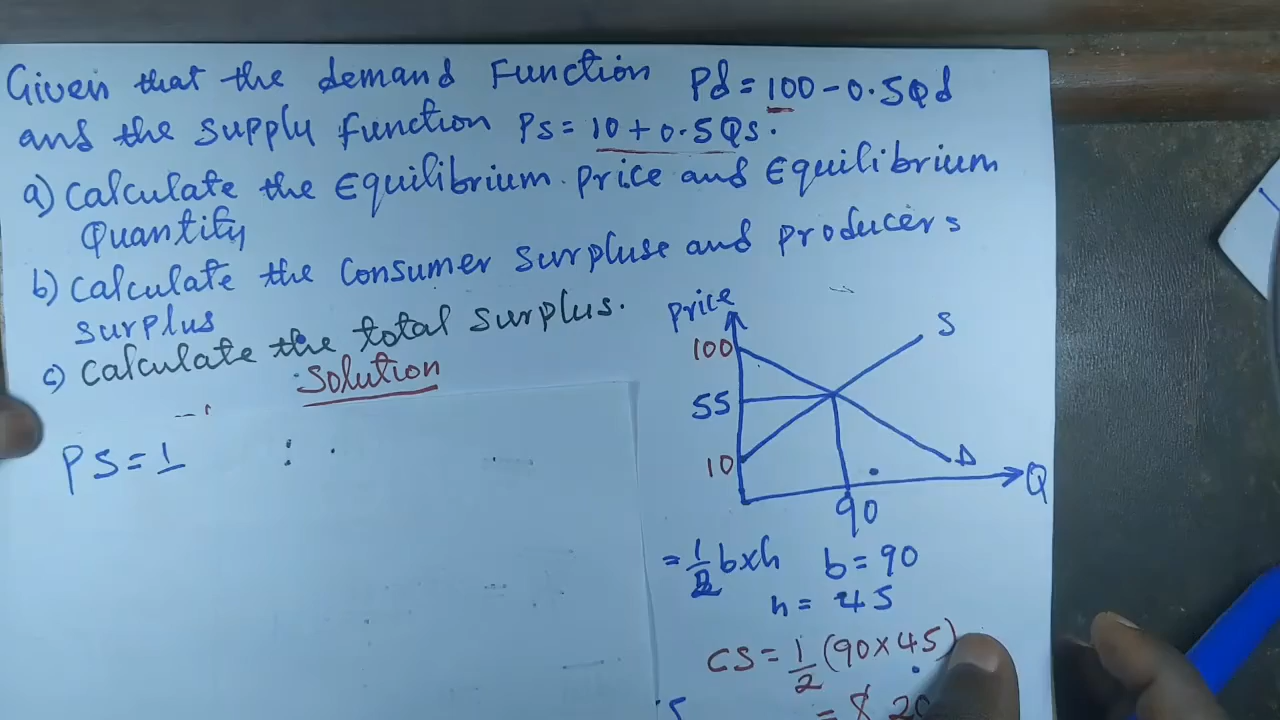 Given that the demand Function Pd = 100 - 0.5Qd
and the supply function Ps = 10 + 0.5Qs.
a) Calculate the Equilibrium. price and Equilibrium
Quantity
b) Calculate the Consumer surpluse and producers
surplus
c) Calculate the total surplus.
Solution
PS = 1
Price
100
55
10
S
D
90
Q
= 1/2 bxh b = 90
h = 45
CS = 1/2 (90 x 45)